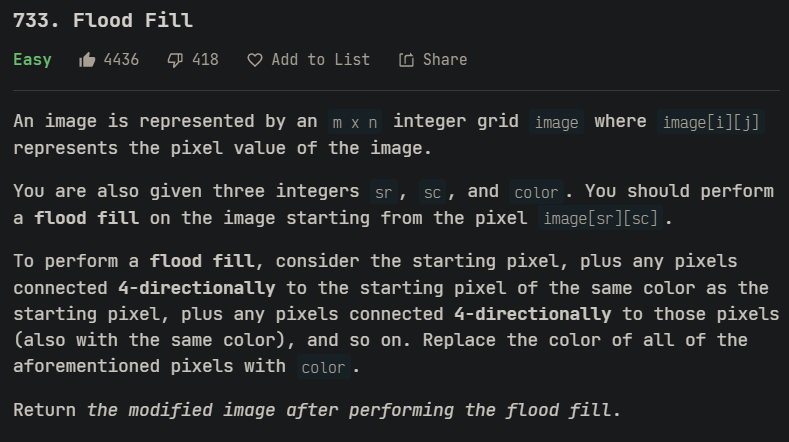 733. Flood Fill
Easy 4436 418 Add to List Share
An image is represented by an m x n integer grid image where image[i][j]
represents the pixel value of the image.
You are also given three integers sr, sc, and color. You should perform
a flood fill on the image starting from the pixel image[sr][sc].
To perform a flood fill, consider the starting pixel, plus any pixels
connected 4-directionally to the starting pixel of the same color as the
starting pixel, plus any pixels connected 4-directionally to those pixels
(also with the same color), and so on. Replace the color of all of the
aforementioned pixels with color.
Return the modified image after performing the flood fill.